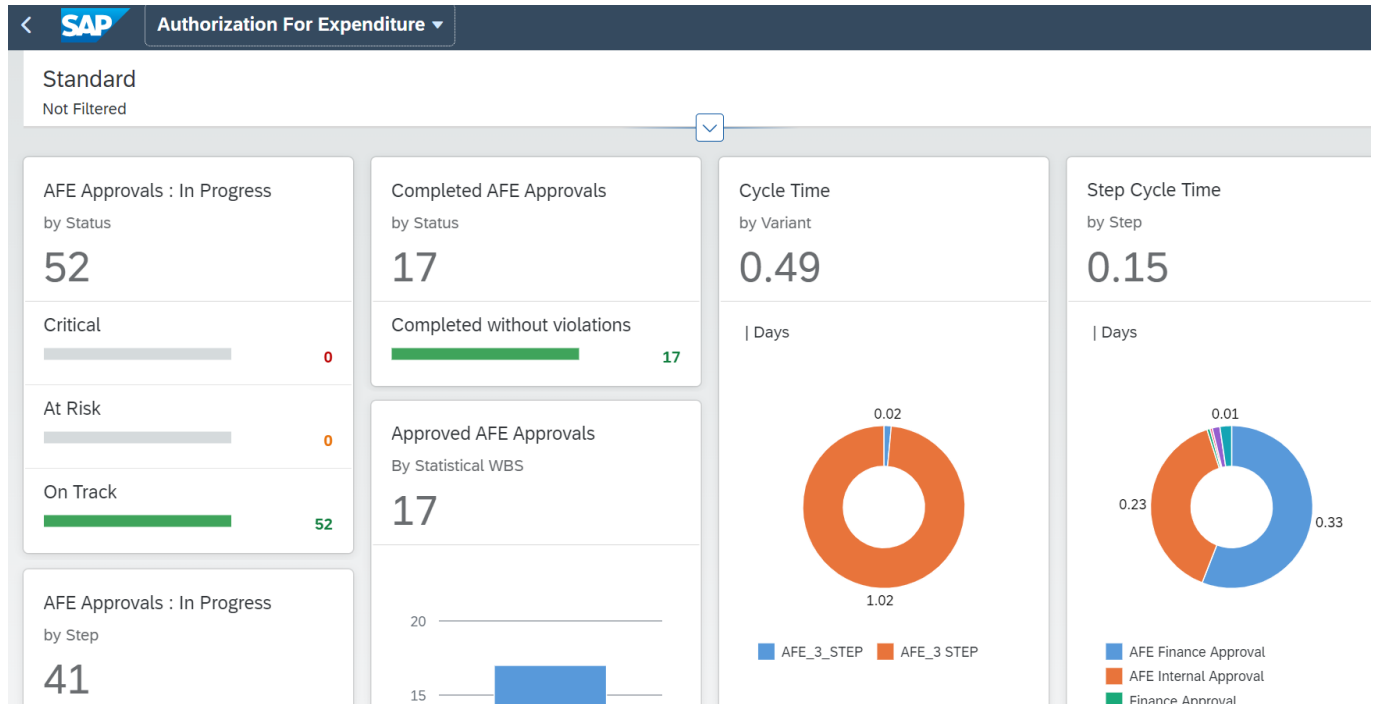 SAP
Authorization For Expenditure
Standard
Not Filtered
AFE Approvals : In Progress
by Status
52
Critical
0
At Risk
0
On Track
52
AFE Approvals : In Progress
by Step
41
Completed AFE Approvals
by Status
17
Completed without violations
17
Approved AFE Approvals
By Statistical WBS
17
20
15
Cycle Time
by Variant
0.49
| Days
0.02
1.02
AFE_3_STEP AFE_3 STEP
Step Cycle Time
by Step
0.15
| Days
0.01
0.23
0.33
AFE Finance Approval
AFE Internal Approval
Finance Approval